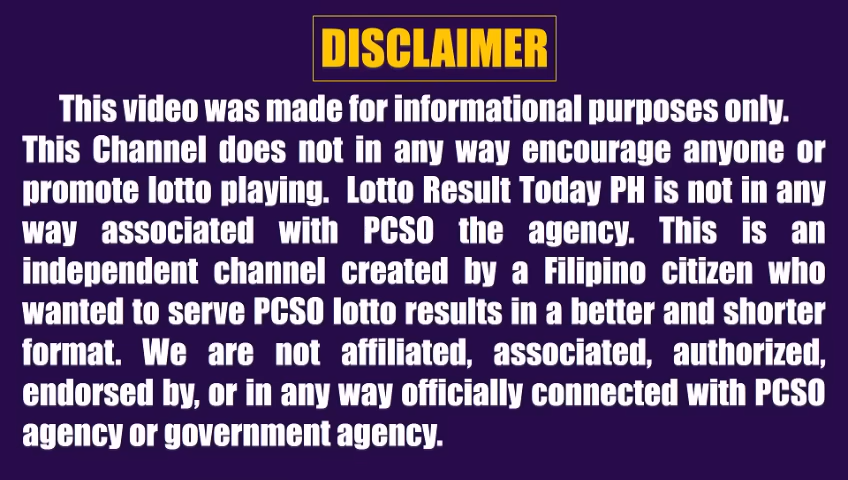 DISCLAIMER
This video was made for informational purposes only.
This Channel does not in any way encourage anyone or
promote lotto playing. Lotto Result Today PH is not in any
way associated with PCSO the agency. This is an
independent channel created by a Filipino citizen who
wanted to serve PCSO lotto results in a better and shorter
format. We are not affiliated, associated, authorized,
endorsed by, or in any way officially connected with PCSO
agency or government agency.